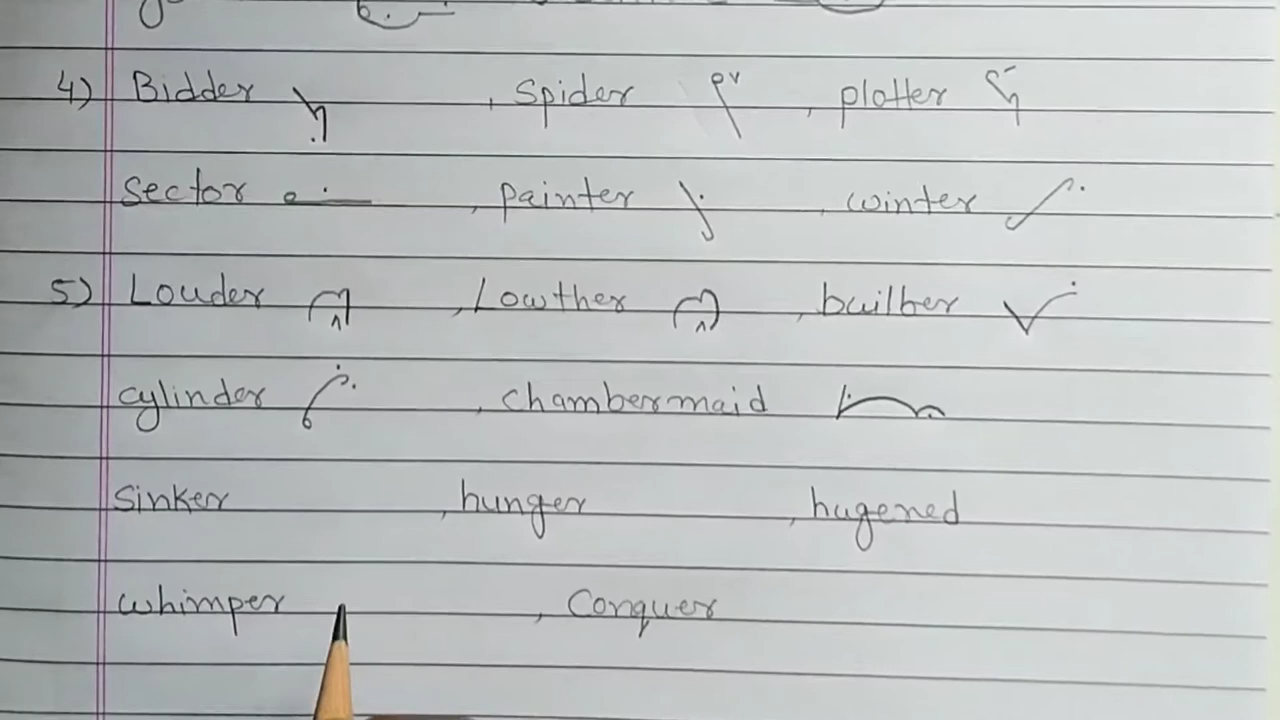 4) Bidder , Spider , plotter
Sector , painter , winter
5) Louder , Lowther , builber
cylinder , chambermaid
Sinker , hunger , hugened
whimper , Conquer